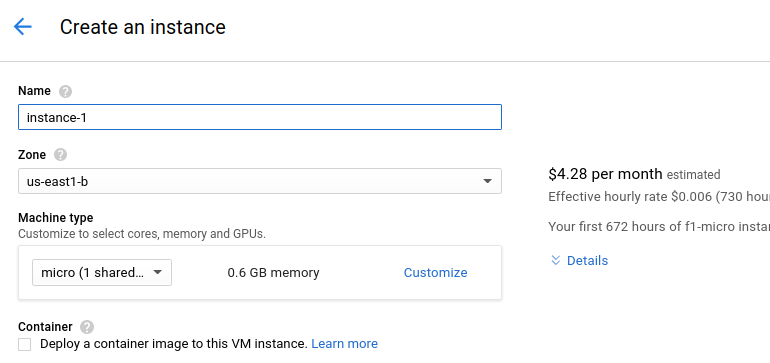 Create an instance
Name
instance-1
Zone
us-east1-b
$4.28 per month estimated
Effective hourly rate $0.006 (730 hou
Your first 672 hours of f1-micro instan
Details
Machine type
Customize to select cores, memory and GPUs.
micro (1 shared... 0.6 GB memory Customize
Container
Deploy a container image to this VM instance. Learn more